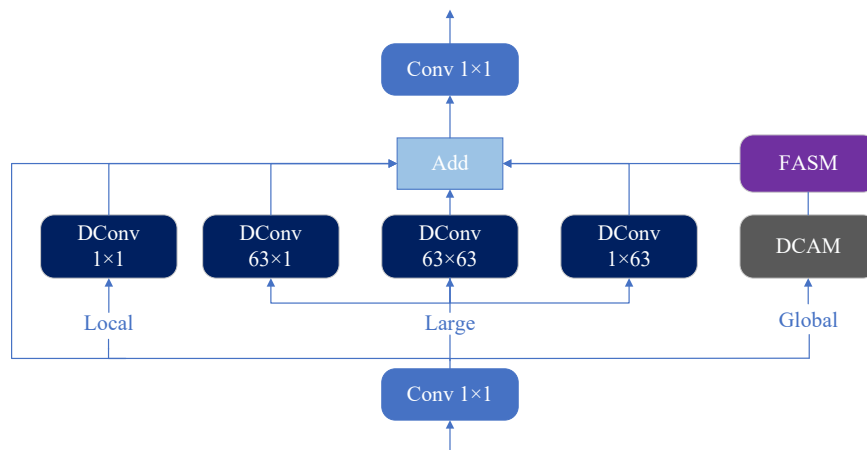 Conv 1×1
Add
FASM
DConv
1×1
DConv
63×1
DConv
63×63
DConv
1×63
DCAM
Local
Large
Global
Conv 1×1